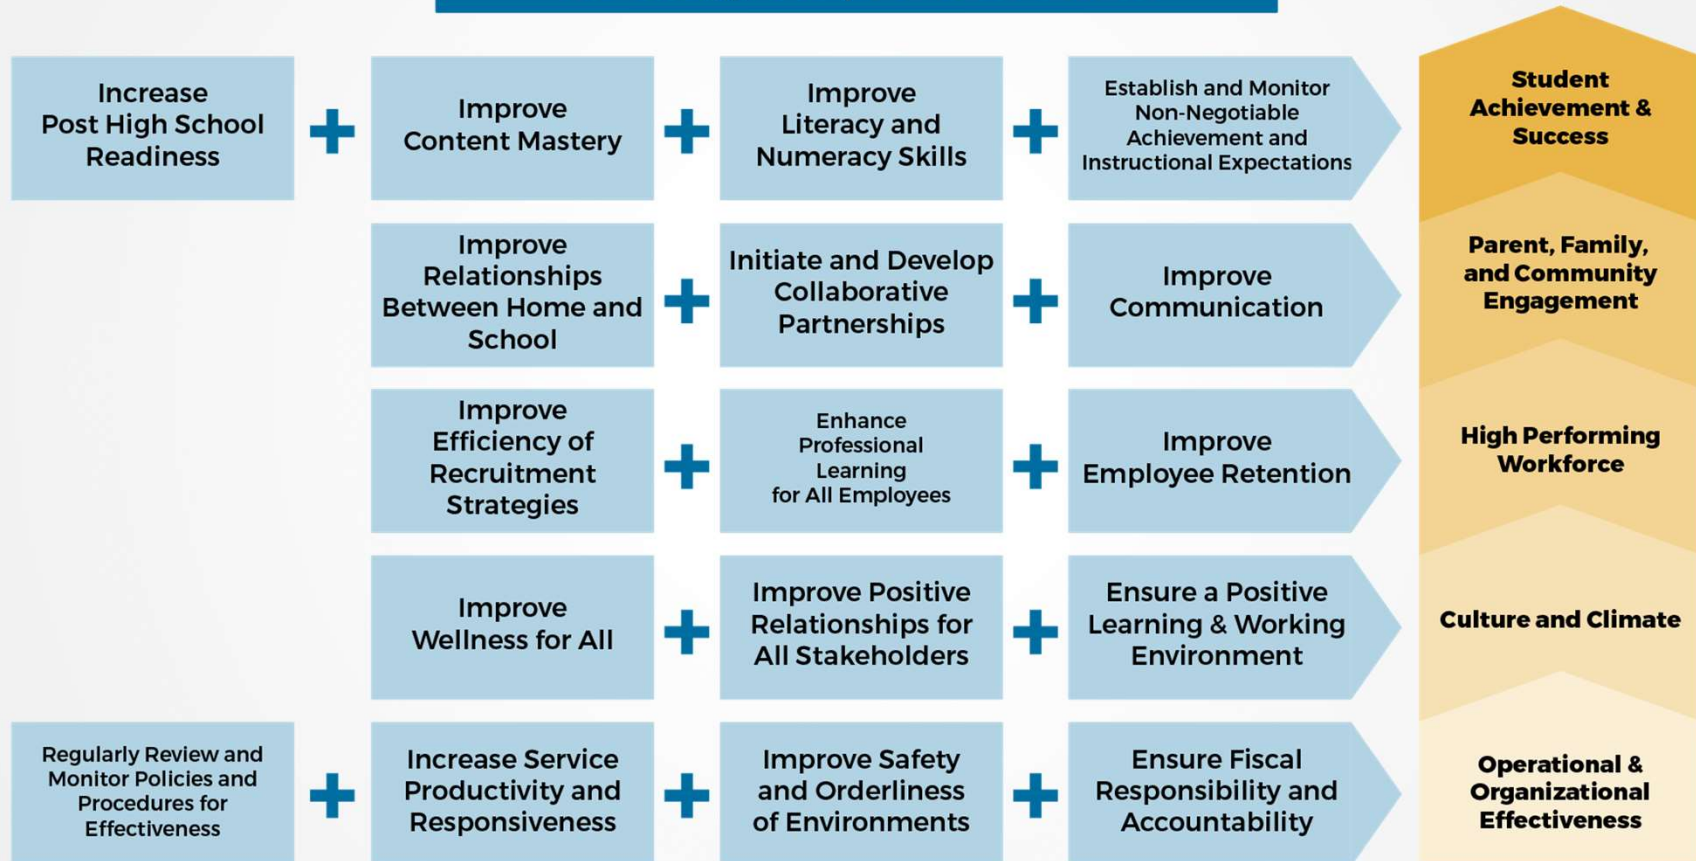 Increase
Post High School
Readiness
+
Improve
Content Mastery
+
Improve
Literacy and
Numeracy Skills
+
Establish and Monitor
Non-Negotiable
Achievement and
Instructional Expectations
Student
Achievement &
Success
Improve
Relationships
Between Home and
School
+
Initiate and Develop
Collaborative
Partnerships
+
Improve
Communication
Parent, Family,
and Community
Engagement
Improve
Efficiency of
Recruitment
Strategies
+
Enhance
Professional
Learning
for All Employees
+
Improve
Employee Retention
High Performing
Workforce
Improve
Wellness for All
+
Improve Positive
Relationships for
All Stakeholders
+
Ensure a Positive
Learning & Working
Environment
Culture and Climate
Regularly Review and
Monitor Policies and
Procedures for
Effectiveness
+
Increase Service
Productivity and
Responsiveness
+
Improve Safety
and Orderliness
of Environments
+
Ensure Fiscal
Responsibility and
Accountability
Operational &
Organizational
Effectiveness